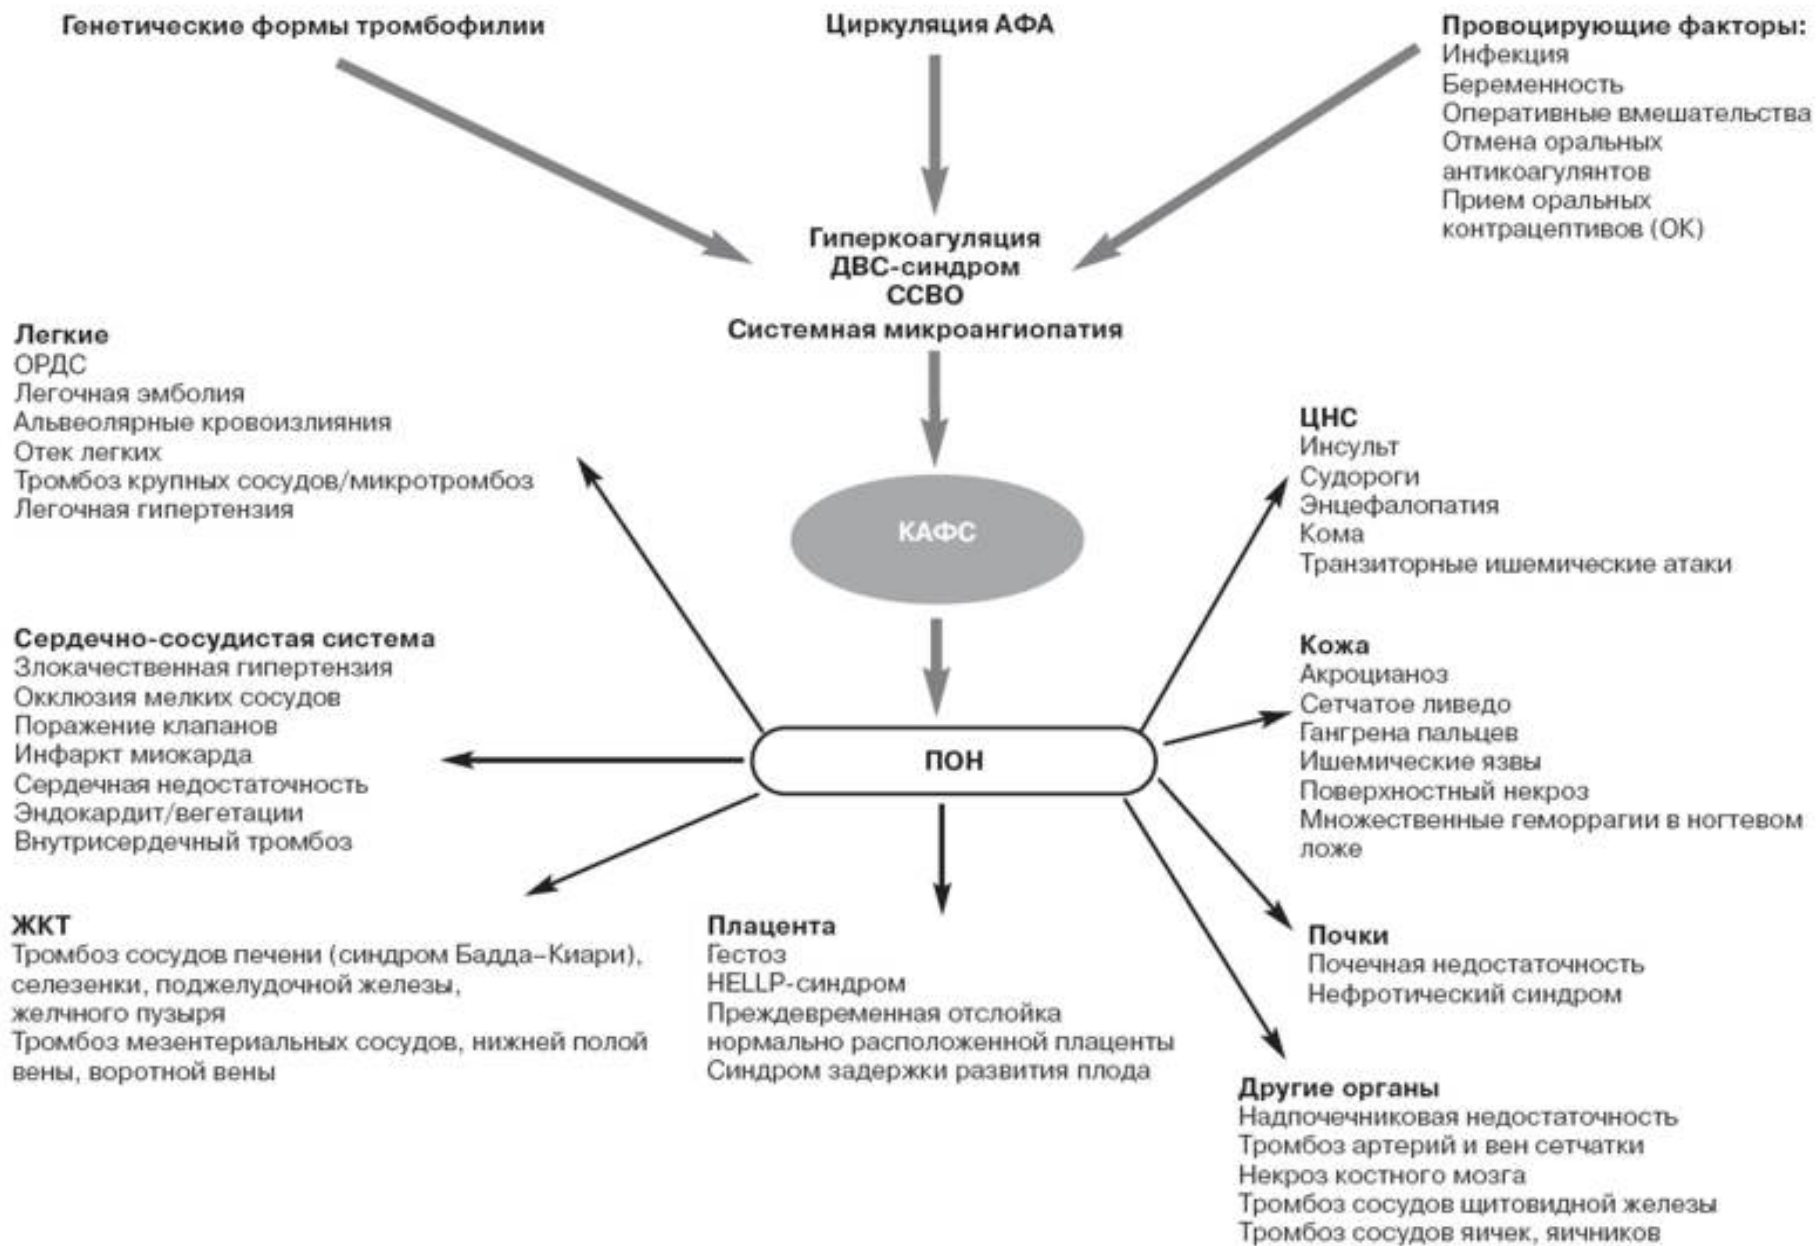 Генетические формы тромбофилии
Циркуляция АФА
Провоцирующие факторы:
Инфекция
Беременность
Оперативные вмешательства
Отмена оральных
антикоагулянтов
Прием оральных
контрацептивов (ОК)
Гиперкоагуляция
ДВС-синдром
ССВО
Системная микроангиопатия
Легкие
ОРДС
Легочная эмболия
Альвеолярные кровоизлияния
Отек легких
Тромбоз крупных сосудов/микротромбоз
Легочная гипертензия
КАФС
ЦНС
Инсульт
Судороги
Энцефалопатия
Кома
Транзиторные ишемические атаки
Сердечно-сосудистая система
Злокачественная гипертензия
Окклюзия мелких сосудов
Поражение клапанов
Инфаркт миокарда
Сердечная недостаточность
Эндокардит/вегетации
Внутрисердечный тромбоз
ПОН
Кожа
Акроцианоз
Сетчатое ливедо
Гангрена пальцев
Ишемические язвы
Поверхностный некроз
Множественные геморрагии в ногтевом
ложе
ЖКТ
Тромбоз сосудов печени (синдром Бадда–Киари),
селезенки, поджелудочной железы,
желчного пузыря
Тромбоз мезентериальных сосудов, нижней полой
вены, воротной вены
Плацента
Гестоз
HELLP-синдром
Преждевременная отслойка
нормально расположенной плаценты
Синдром задержки развития плода
Почки
Почечная недостаточность
Нефротический синдром
Другие органы
Надпочечниковая недостаточность
Тромбоз артерий и вен сетчатки
Некроз костного мозга
Тромбоз сосудов щитовидной железы
Тромбоз сосудов яичек, яичников